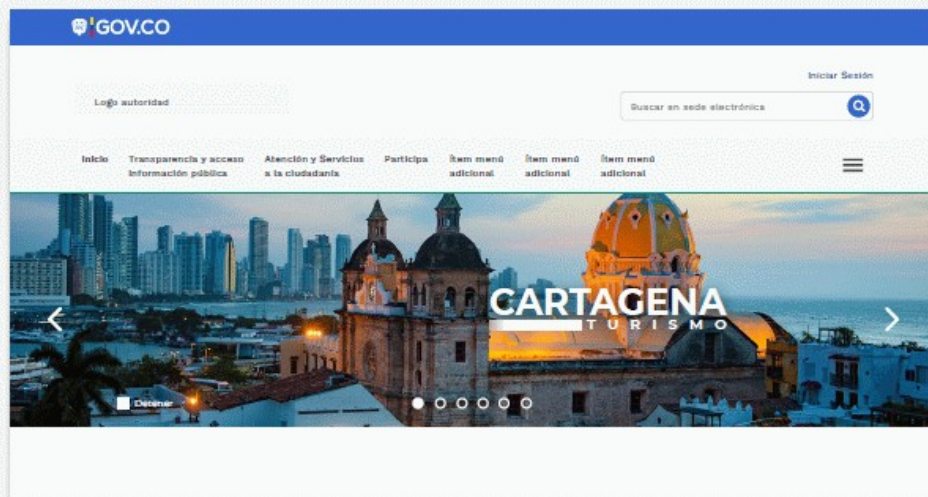 GOV.CO
Iniciar Sesión
Logo autoridad
Buscar en sede electrónica
Inicio
Transparencia y acceso
información pública
Atención y Servicios
a la ciudadanía
Participa
Ítem menú
adicional
Ítem menú
adicional
Ítem menú
adicional
CARTAGENA
TURISMO
Detener